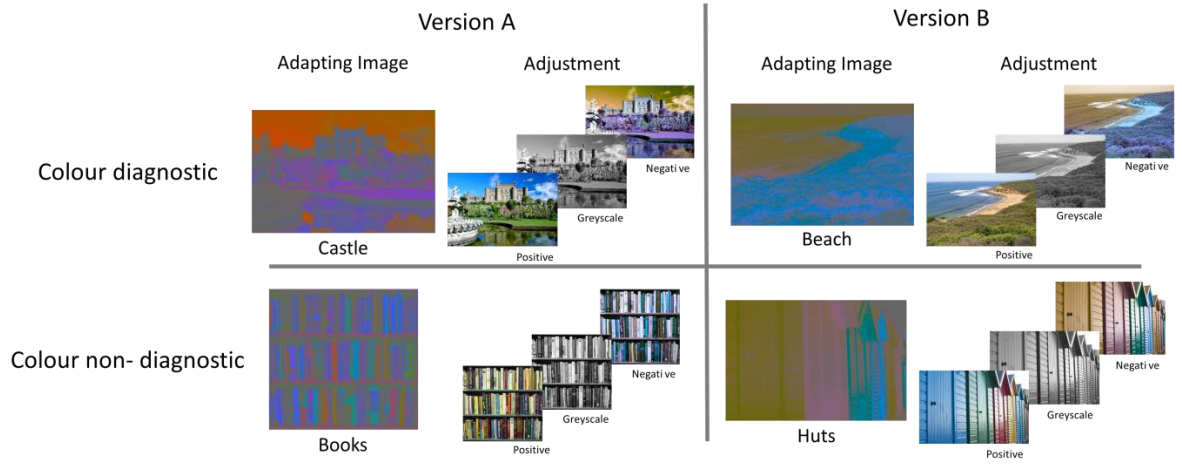 Version A
Version B
Adapting Image
Adjustment
Adapting Image
Adjustment
Colour diagnostic
Negati ve
Greyscale
Positive
Castle
Negati ve
Greyscale
Positive
Beach
Colour non- diagnostic
Negati ve
Greyscale
Positive
Books
Negati ve
Greyscale
Positive
Huts